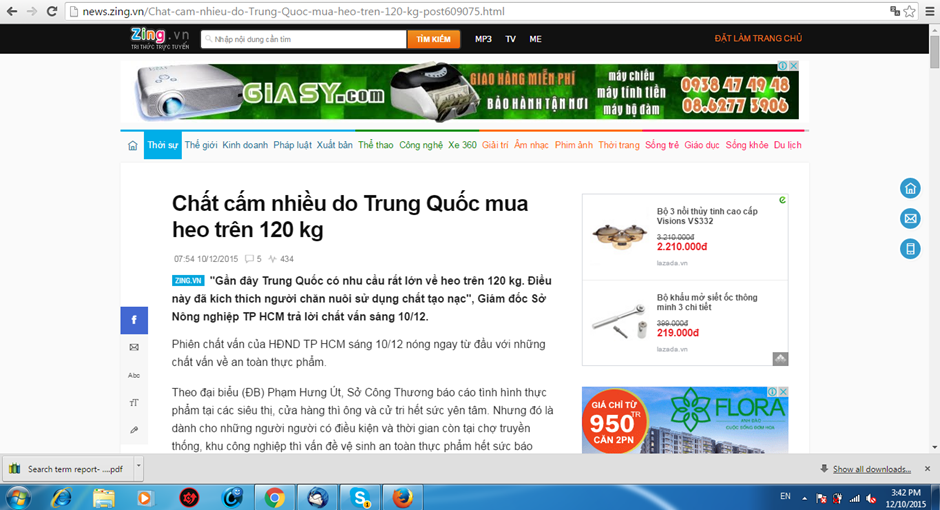 news.zing.vn/Chat-cam-nhieu-do-Trung-Quoc-mua-heo-tren-120-kg-post609075.html
Zing.vn
TRI THỨC TRỰC TUYẾN
Nhập nội dung cần tìm
TÌM KIẾM
MP3 TV ME
ĐẶT LÀM TRANG CHỦ
GiASY.com
GIAO HÀNG MIỄN PHÍ
BẢO HÀNH TẬN NƠI
máy chiếu
máy tính tiền
máy bộ đàm
0938 47 49 48
08.6277 3906
Thời sự Thế giới Kinh doanh Pháp luật Xuất bản Thể thao Công nghệ Xe 360 Giải trí Âm nhạc Phim ảnh Thời trang Sống trẻ Giáo dục Sống khỏe Du lịch
Chất cấm nhiều do Trung Quốc mua
heo trên 120 kg
07:54 10/12/2015 5 434
ZING.VN "Gần đây Trung Quốc có nhu cầu rất lớn về heo trên 120 kg. Điều
này đã kích thích người chăn nuôi sử dụng chất tạo nạc", Giám đốc Sở
Nông nghiệp TP HCM trả lời chất vấn sáng 10/12.
Phiên chất vấn của HĐND TP HCM sáng 10/12 nóng ngay từ đầu với những
chất vấn về an toàn thực phẩm.
Theo đại biểu (ĐB) Phạm Hưng Út, Sở Công Thương báo cáo tình hình thực
phẩm tại các siêu thị, cửa hàng thì ông và cử tri hết sức yên tâm. Nhưng đó là
dành cho những người người có điều kiện và thời gian còn tại chợ truyền
thống, khu công nghiệp thì vấn đề vệ sinh an toàn thực phẩm hết sức báo
f
Abc
тT
Bộ 3 nồi thủy tinh cao cấp
Visions VS332
3.210.000đ
2.210.000đ
lazada.vn
Bộ khẩu mở siết ốc thông
minh 3 chi tiết
399.000đ
219.000đ
lazada.vn
GIÁ CHỈ TỪ
950 TR
CĂN 2PN
FLORA
ANH ĐÀO
Search term report- ....pdf
Show all downloads...
EN
3:42 PM
12/10/2015